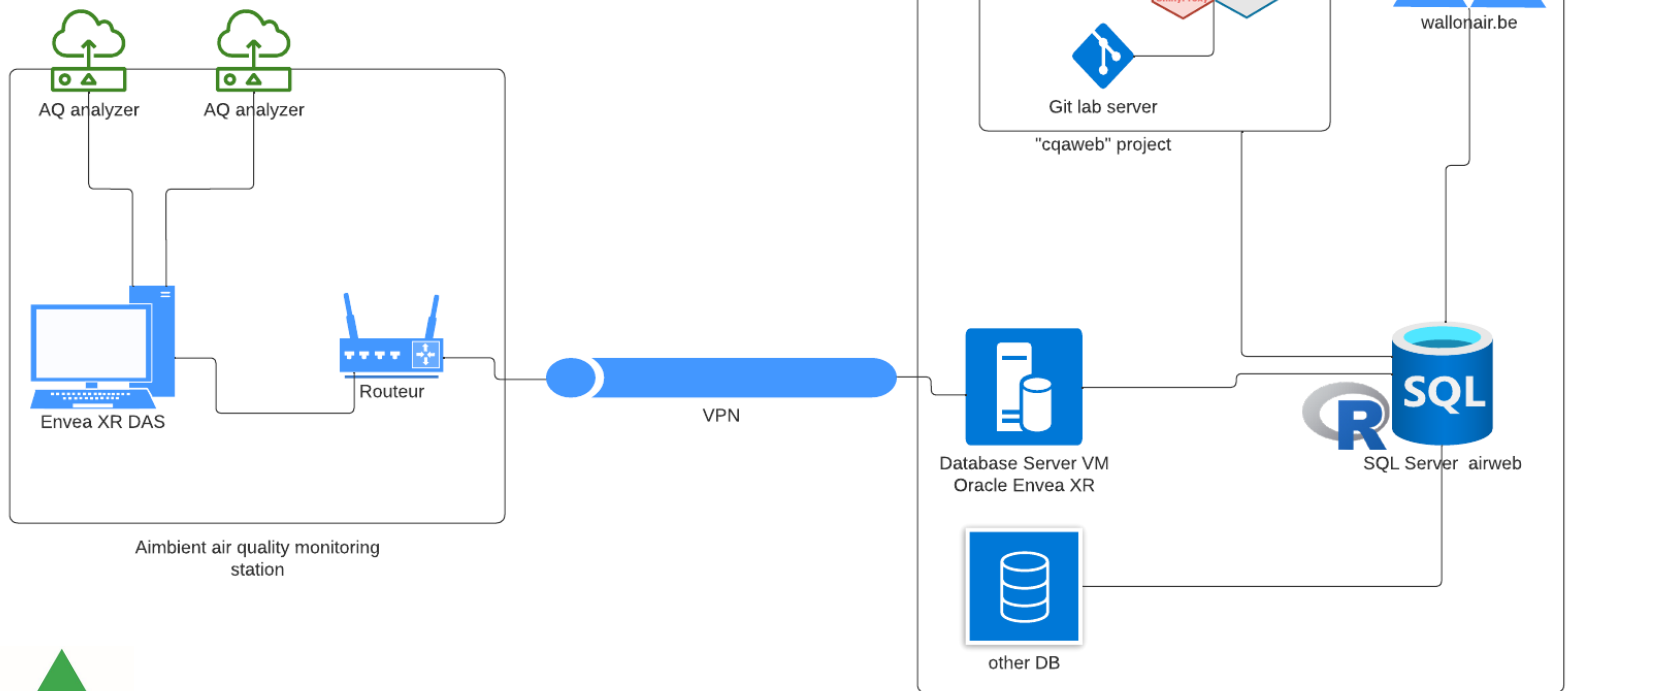 wallonair.be
AQ analyzer
AQ analyzer
Git lab server
"cqaweb" project
SQL
R
Routeur
Envea XR DAS
VPN
Database Server VM
Oracle Envea XR
SQL Server airweb
Aimbient air quality monitoring
station
other DB